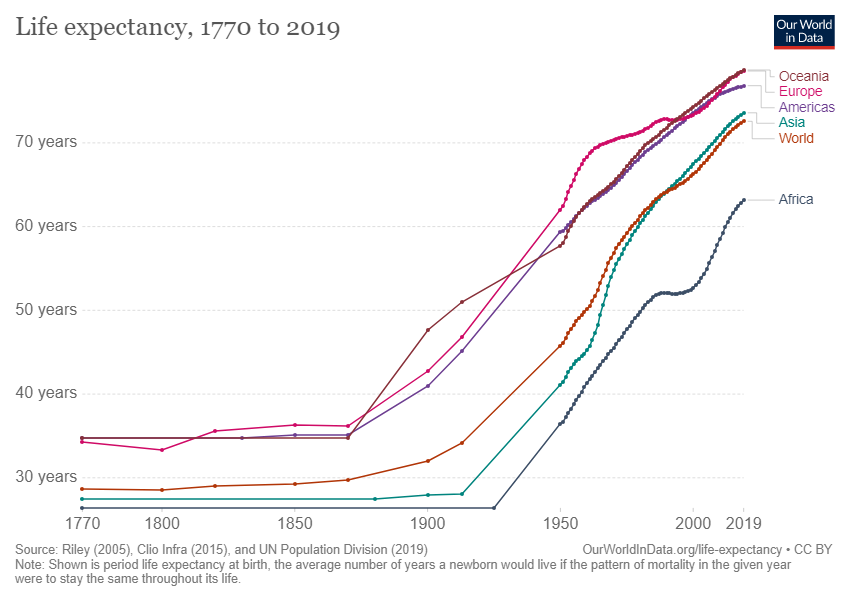 Life expectancy, 1770 to 2019
Our World
in Data
Oceania
Europe
Americas
Asia
World
Africa
70 years
60 years
50 years
40 years
30 years
1770 1800 1850 1900 1950 2000 2019
Source: Riley (2005), Clio Infra (2015), and UN Population Division (2019)
OurWorldInData.org/life-expectancy • CC BY
Note: Shown is period life expectancy at birth, the average number of years a newborn would live if the pattern of mortality in the given year
were to stay the same throughout its life.